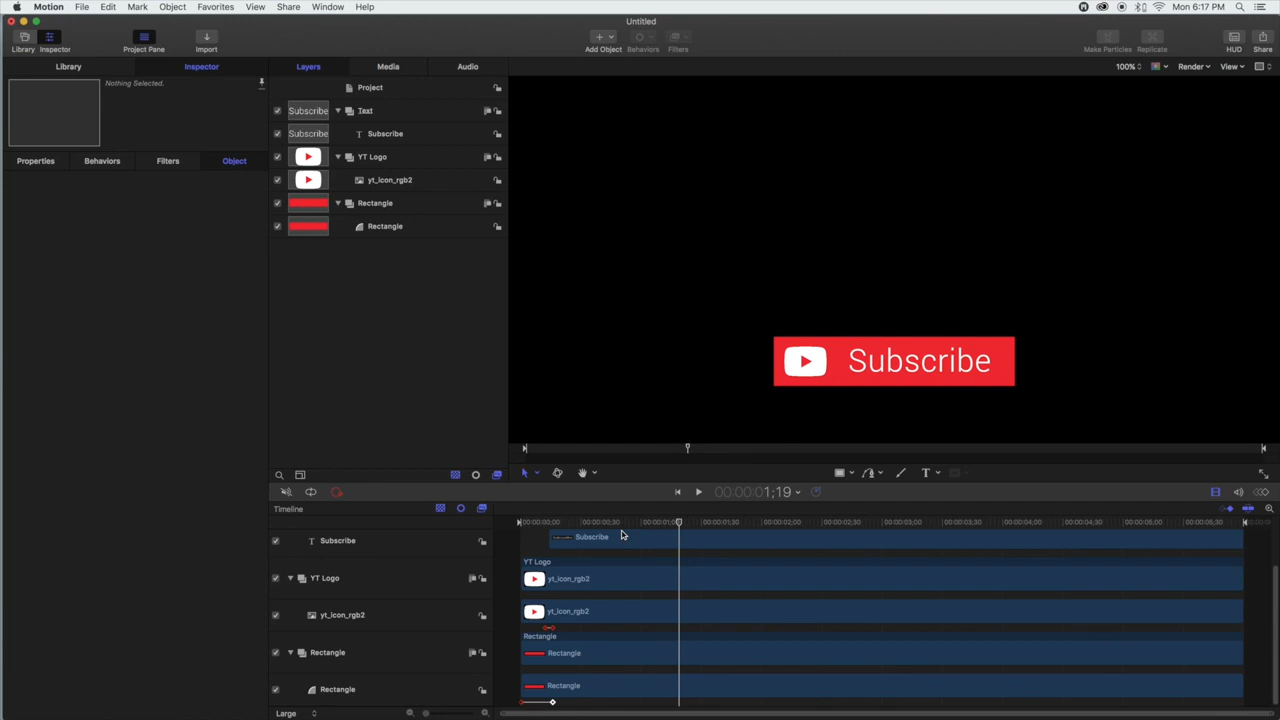 Motion File Edit Mark Object Favorites View Share Window Help Mon 6:17 PM
Untitled
Library Inspector Project Pane Import Add Object Behaviors Filters Make Particles Replicate HUD Share
Library Inspector Layers Media Audio 100% Render View
Nothing Selected.
Project
Subscribe Text
Subscribe Subscribe
YT Logo
Properties Behaviors Filters Object
yt_icon_rgb2
Rectangle
Rectangle
Subscribe
00:00:01;19
Timeline
00:00:00;00 00:00:00;30 00:00:01;00 00:00:01;30 00:00:02;00 00:00:02;30 00:00:03;00 00:00:03;30 00:00:04;00 00:00:04;30 00:00:05;00 00:00:05;30
Subscribe Subscribe
YT Logo
YT Logo yt_icon_rgb2
yt_icon_rgb2 yt_icon_rgb2
Rectangle
Rectangle Rectangle
Rectangle Rectangle
Large